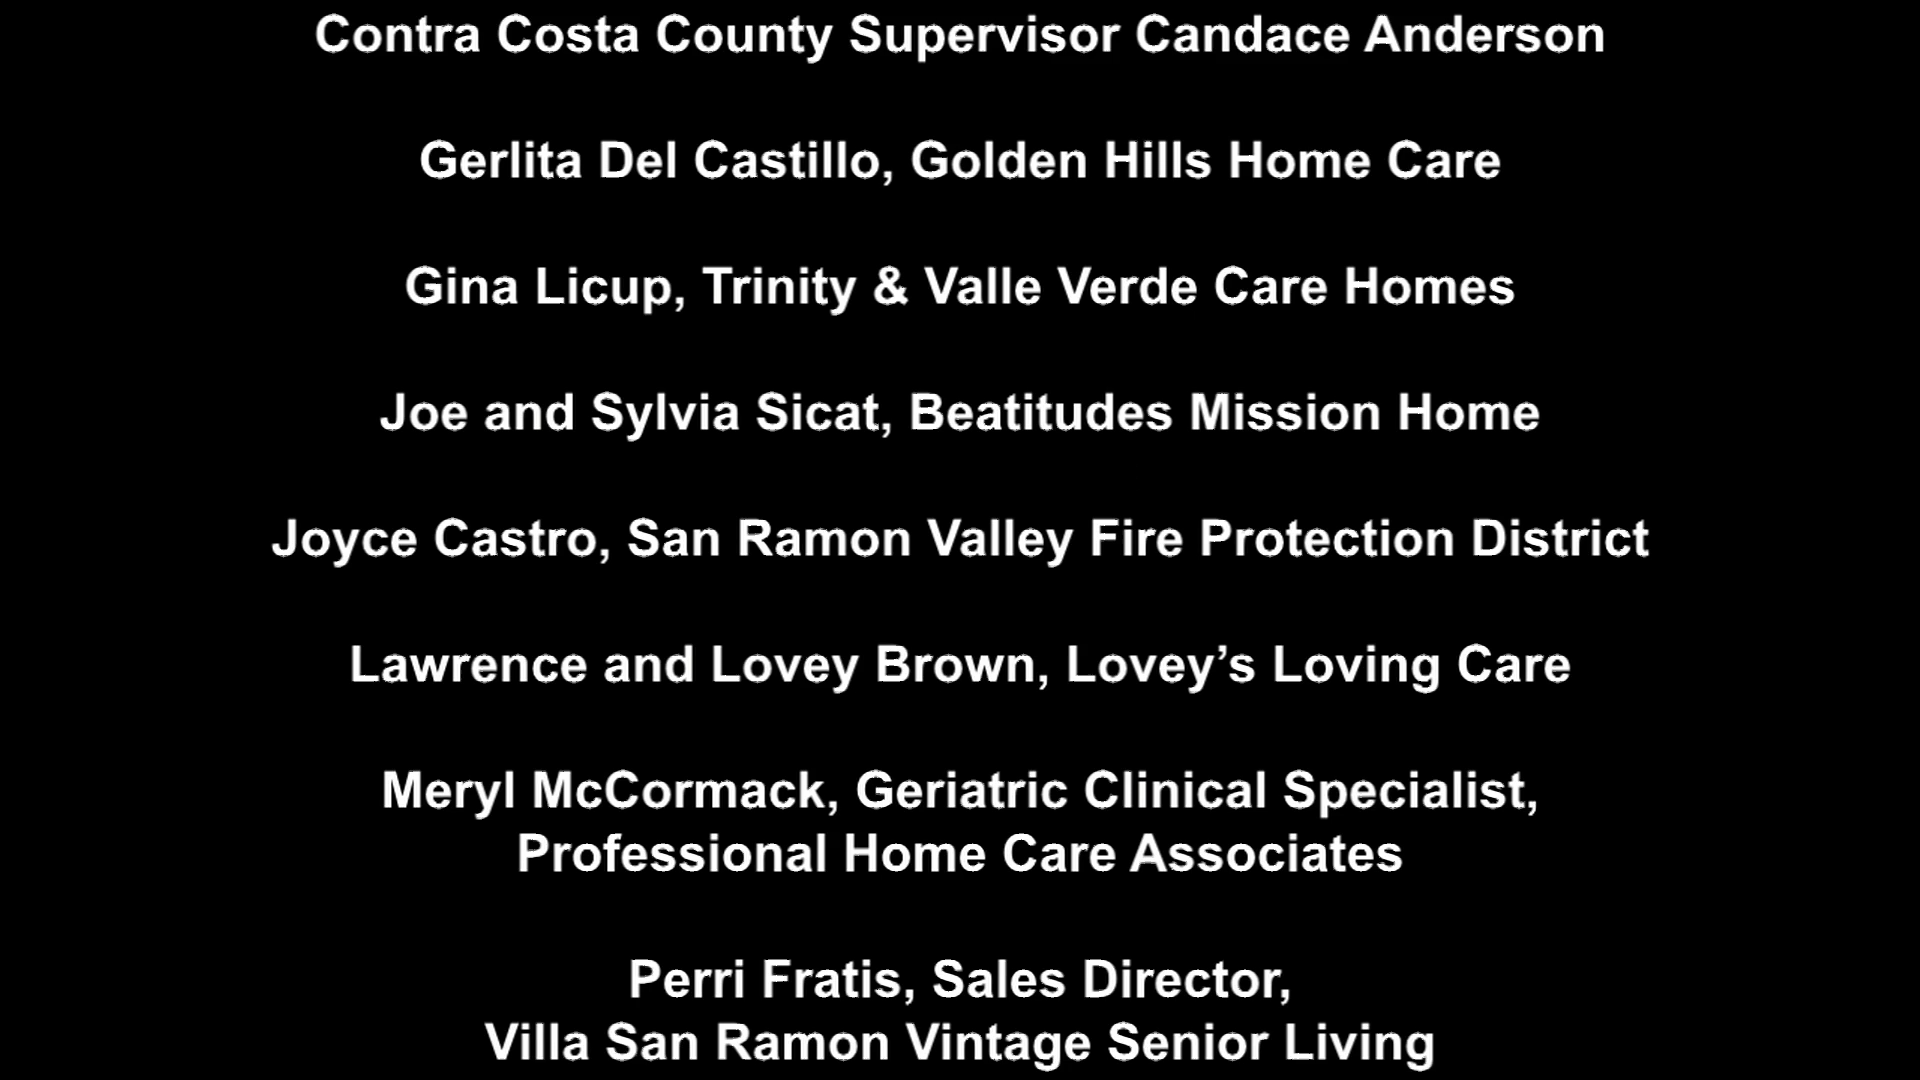 Contra Costa County Supervisor Candace Anderson
Gerlita Del Castillo, Golden Hills Home Care
Gina Licup, Trinity & Valle Verde Care Homes
Joe and Sylvia Sicat, Beatitudes Mission Home
Joyce Castro, San Ramon Valley Fire Protection District
Lawrence and Lovey Brown, Lovey’s Loving Care
Meryl McCormack, Geriatric Clinical Specialist,
Professional Home Care Associates
Perri Fratis, Sales Director,
Villa San Ramon Vintage Senior Living